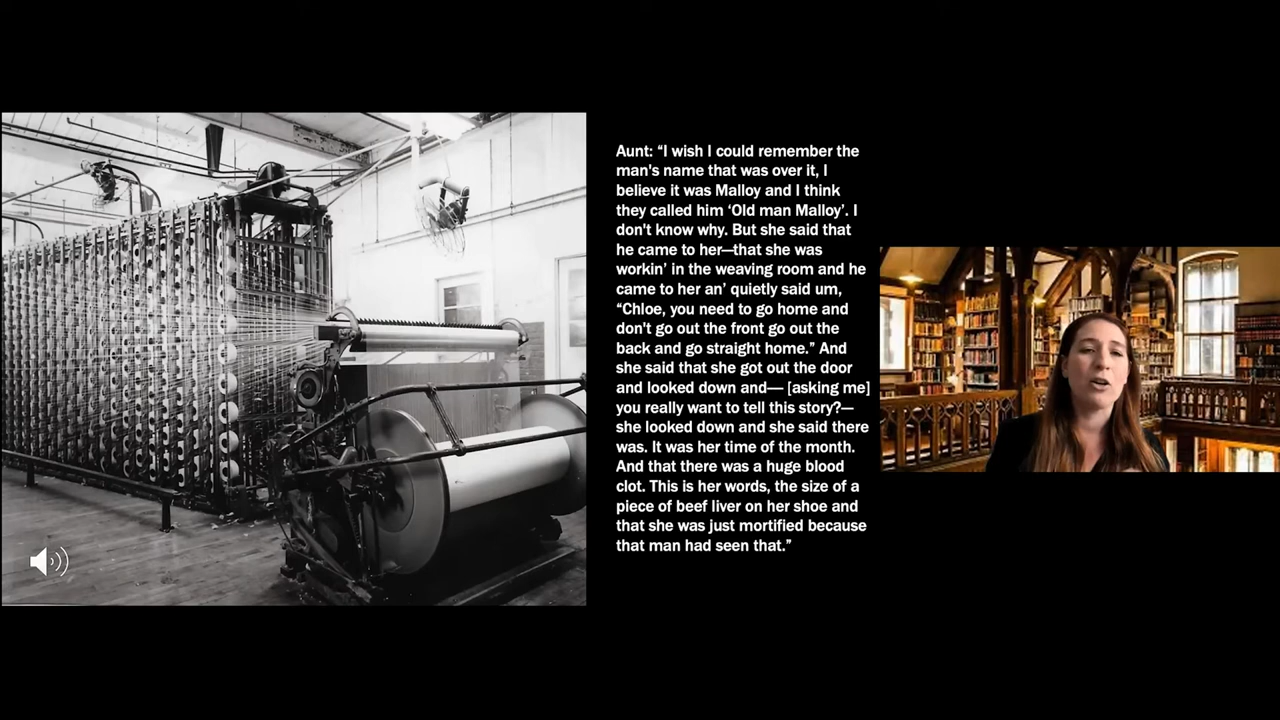 Aunt: “I wish I could remember the
man's name that was over it, I
believe it was Malloy and I think
they called him ‘Old man Malloy’. I
don't know why. But she said that
he came to her—that she was
workin’ in the weaving room and he
came to her an’ quietly said um,
“Chloe, you need to go home and
don't go out the front go out the
back and go straight home.” And
she said that she got out the door
and looked down and— [asking me]
you really want to tell this story?—
she looked down and she said there
was. It was her time of the month.
And that there was a huge blood
clot. This is her words, the size of a
piece of beef liver on her shoe and
that she was just mortified because
that man had seen that.”